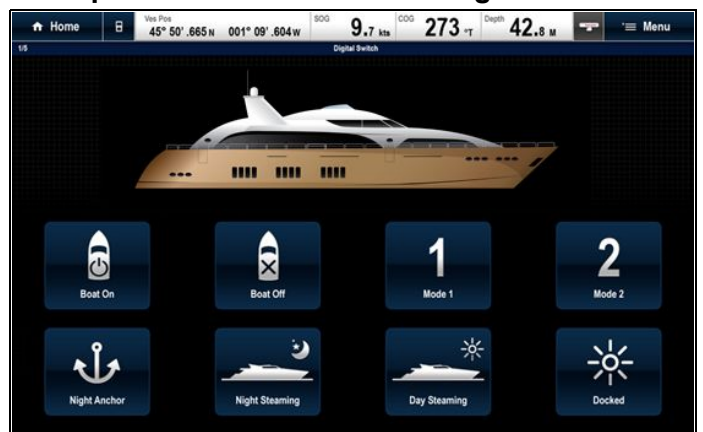 Home
Ves Pos
45° 50' .665 N 001° 09' .604 W
SOG
9.7 kts
COG
273 °T
Depth
42.8 M
Menu
1/5
Digital Switch
Boat On
Boat Off
1
Mode 1
2
Mode 2
Night Anchor
Night Steaming
Day Steaming
Docked